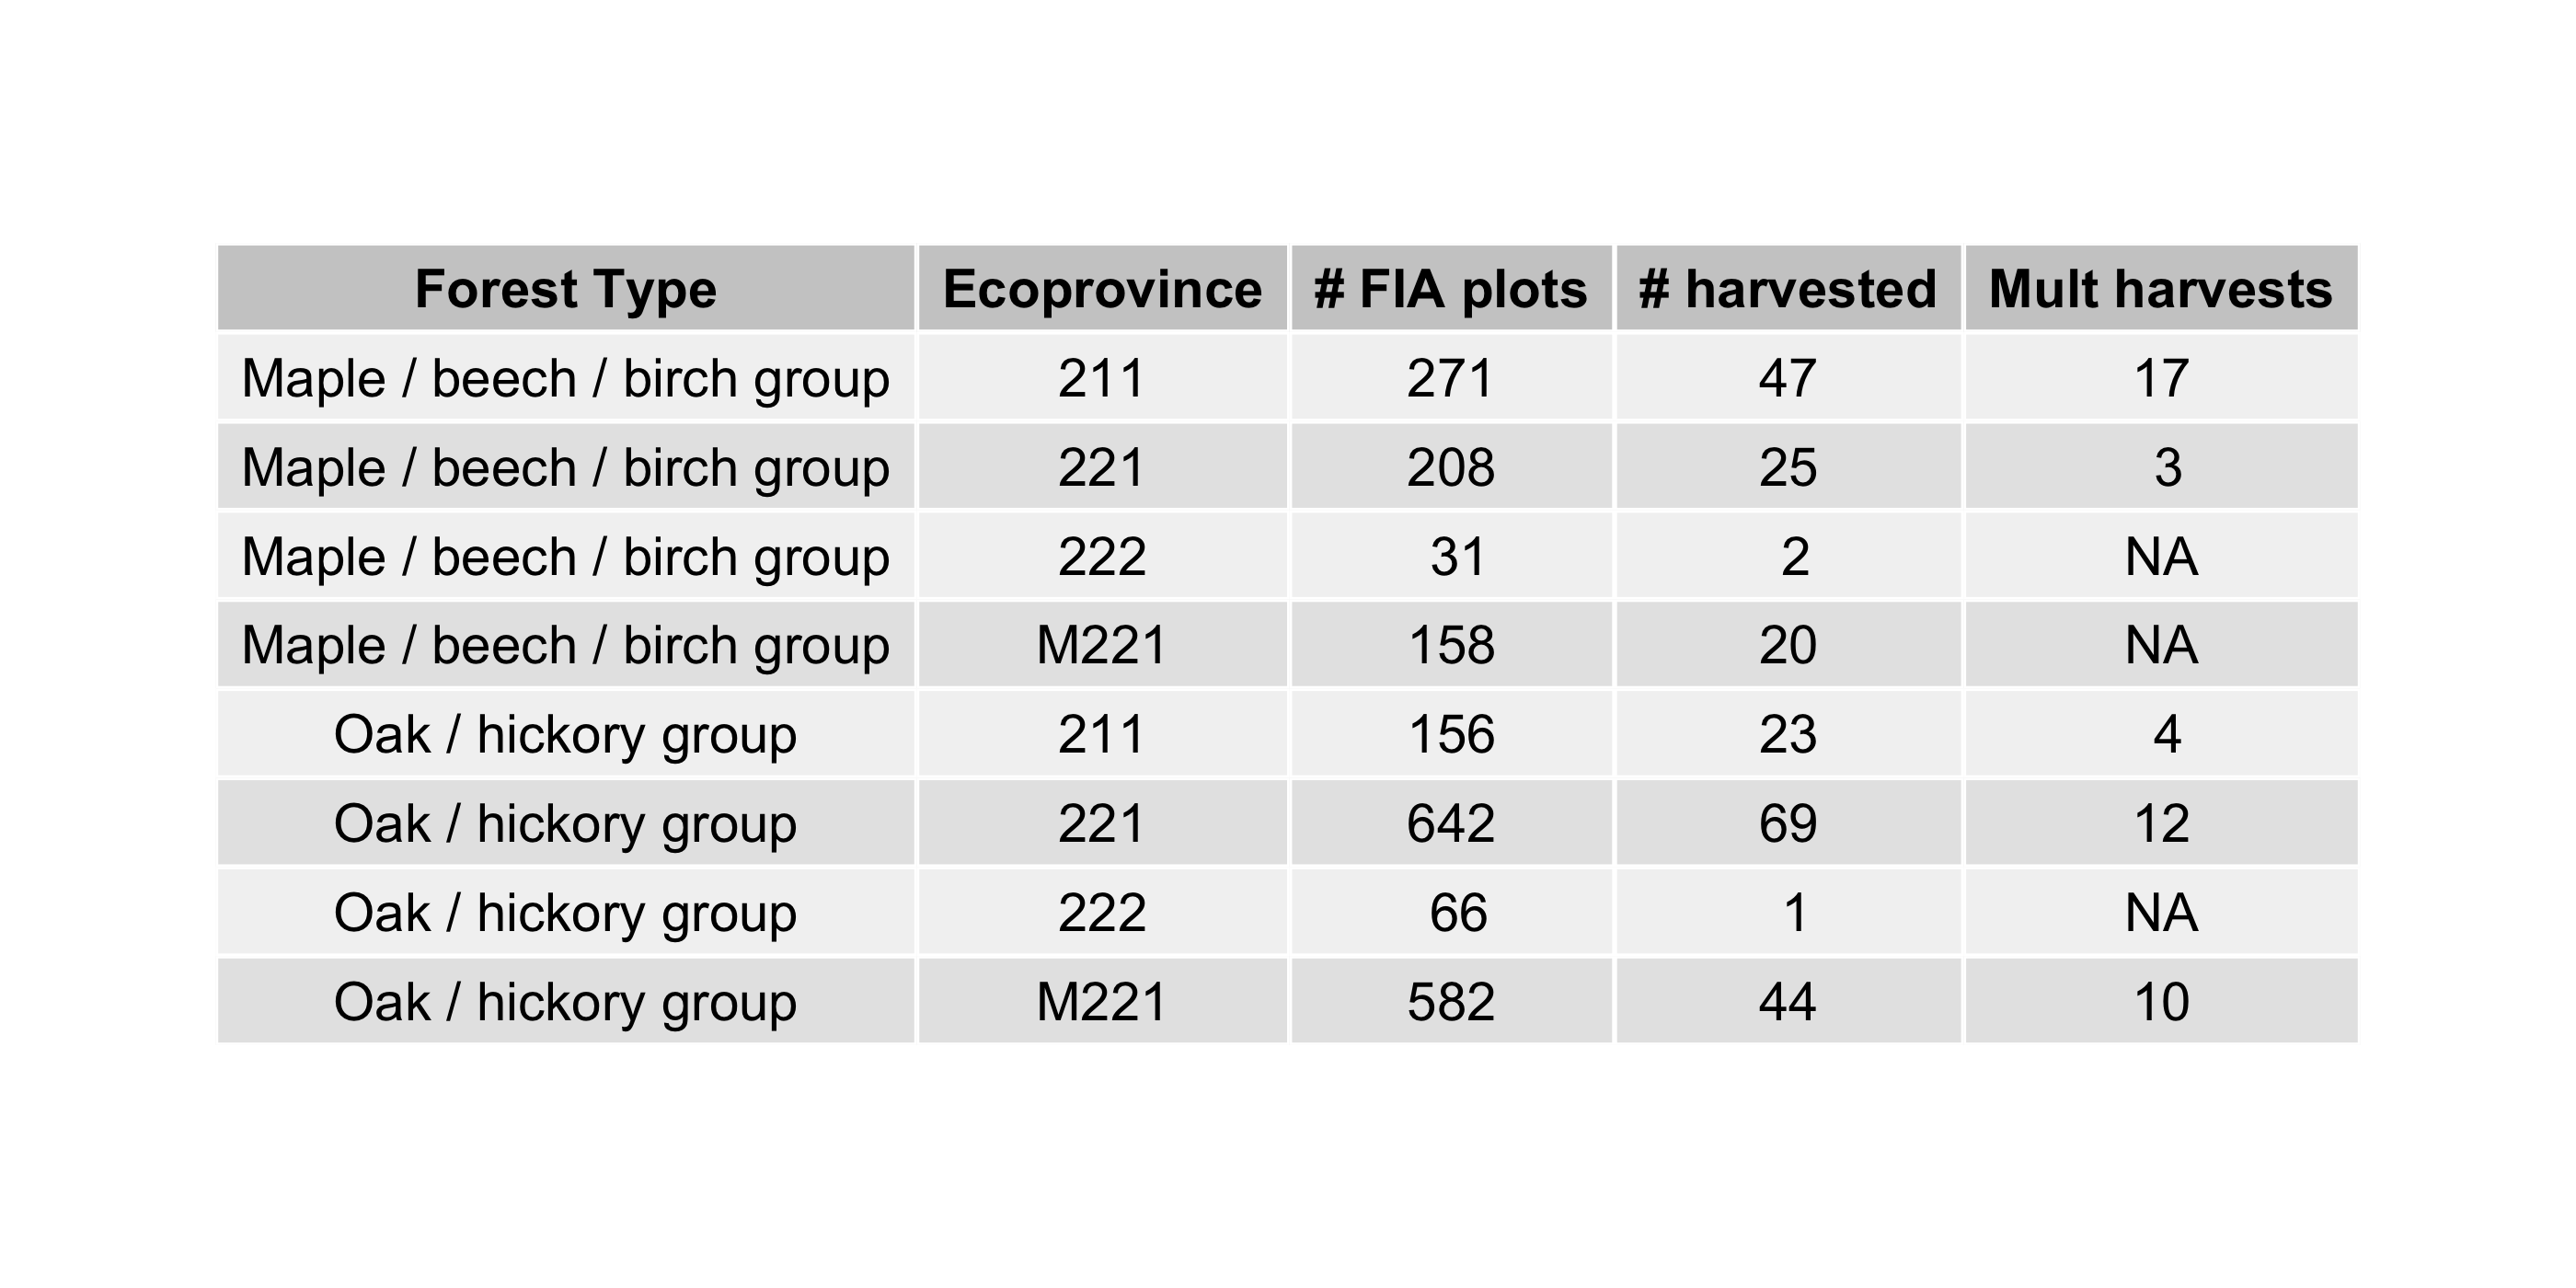 Forest Type Ecoprovince # FIA plots # harvested Mult harvests
Maple / beech / birch group 211 271 47 17
Maple / beech / birch group 221 208 25 3
Maple / beech / birch group 222 31 2 NA
Maple / beech / birch group M221 158 20 NA
Oak / hickory group 211 156 23 4
Oak / hickory group 221 642 69 12
Oak / hickory group 222 66 1 NA
Oak / hickory group M221 582 44 10